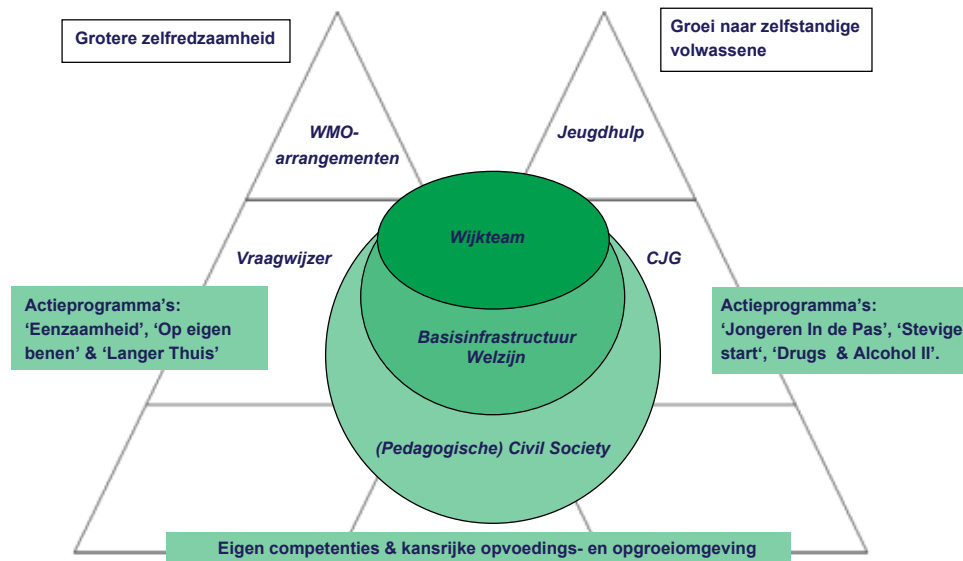 Grotere zelfredzaamheid
Groei naar zelfstandige
volwassene
WMO-
arrangementen
Jeugdhulp
Wijkteam
Vraagwijzer
CJG
Actieprogramma's:
‘Eenzaamheid’, ‘Op eigen
benen’ & ‘Langer Thuis’
Actieprogramma's:
‘Jongeren In de Pas’, ‘Stevige
start‘, ‘Drugs & Alcohol II’.
Basisinfrastructuur
Welzijn
(Pedagogische) Civil Society
Eigen competenties & kansrijke opvoedings- en opgroeiomgeving